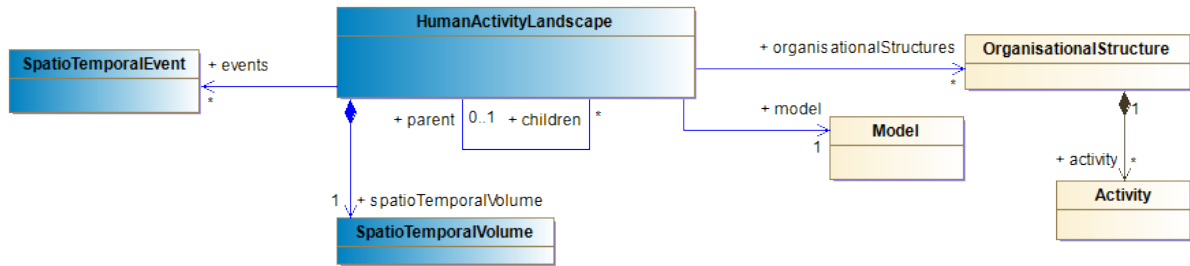 HumanActivityLandscape
SpatioTemporalEvent
+ events
*
+ organisationalStructures
*
OrganisationalStructure
+ parent
0..1
+ children
*
+ model
1
Model
1
+ activity
*
Activity
1
+ spatioTemporalVolume
SpatioTemporalVolume